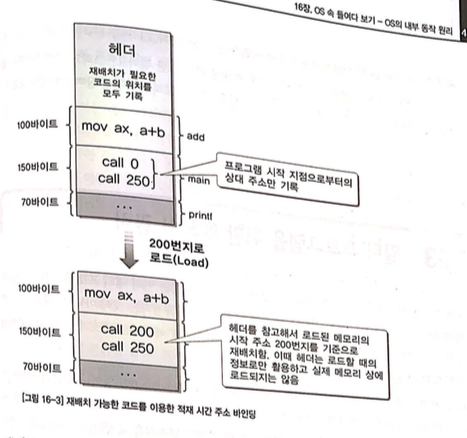 16장. OS 속 들여다 보기 - OS의 내부 동작 원리
4
헤더
재배치가 필요한
코드의 위치를
모두 기록
100바이트
mov ax, a+b
add
150바이트
call 0
call 250
main
프로그램 시작 지점으로부터의
상대 주소만 기록
70바이트
...
printf
200번지로
로드(Load)
100바이트
mov ax, a+b
150바이트
call 200
call 250
헤더를 참고해서 로드된 메모리의
시작 주소 200번지를 기준으로
재배치함. 이때 헤더는 로드할 때의
정보로만 활용하고 실제 메모리 상에
로드되지는 않음
70바이트
...
[그림 16-3] 재배치 가능한 코드를 이용한 적재 시간 주소 바인딩